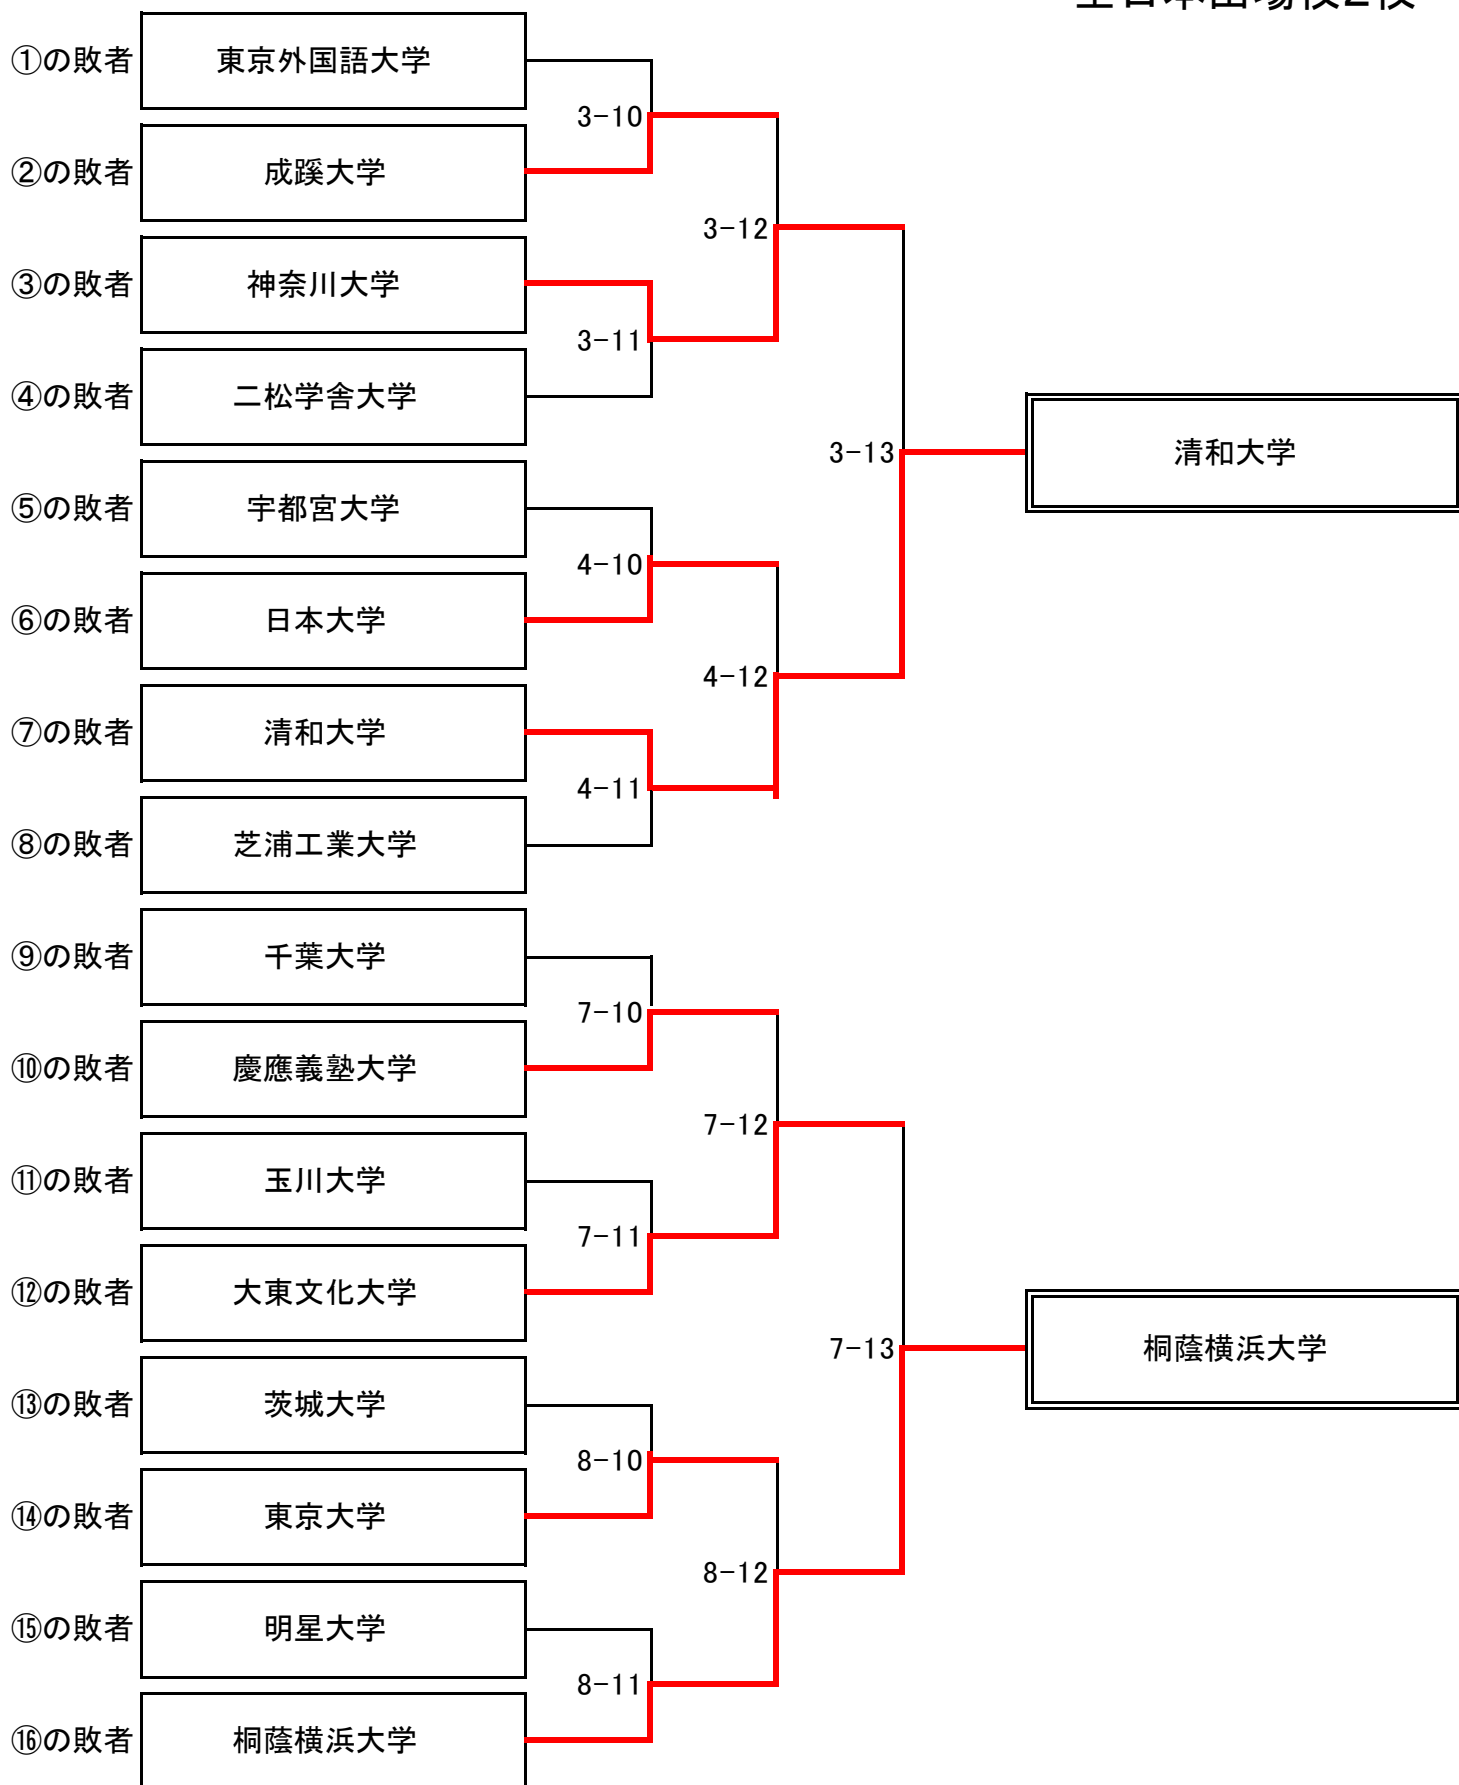 全日本出場校2校
①の敗者 東京外国語大学
3-10
②の敗者 成蹊大学
3-12
③の敗者 神奈川大学
3-11
④の敗者 二松学舎大学
3-13 清和大学
⑤の敗者 宇都宮大学
4-10
⑥の敗者 日本大学
4-12
⑦の敗者 清和大学
4-11
⑧の敗者 芝浦工業大学
⑨の敗者 千葉大学
7-10
⑩の敗者 慶應義塾大学
7-12
⑪の敗者 玉川大学
7-11
⑫の敗者 大東文化大学
7-13 桐蔭横浜大学
⑬の敗者 茨城大学
8-10
⑭の敗者 東京大学
8-12
⑮の敗者 明星大学
8-11
⑯の敗者 桐蔭横浜大学